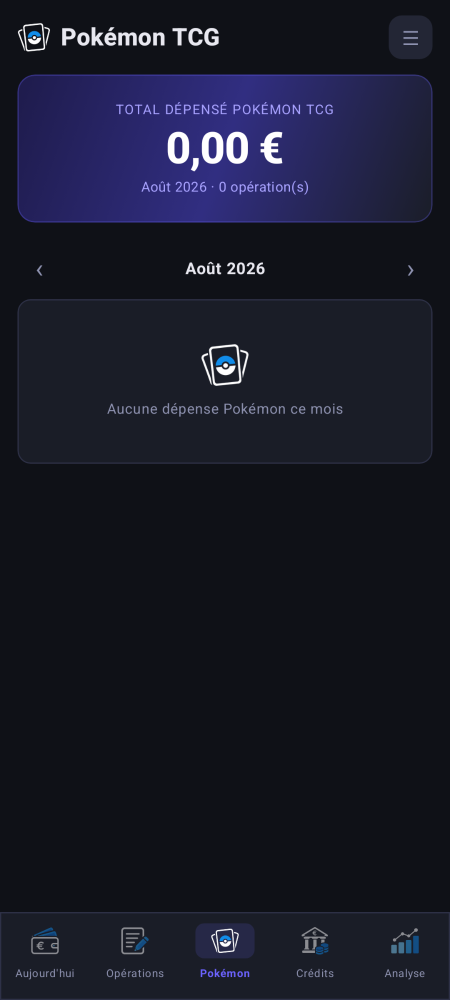 Pokémon TCG
TOTAL DÉPENSÉ POKÉMON TCG
0,00 €
Août 2026 · 0 opération(s)
‹ Août 2026 ›
Aucune dépense Pokémon ce mois
Aujourd'hui Opérations Pokémon Crédits Analyse